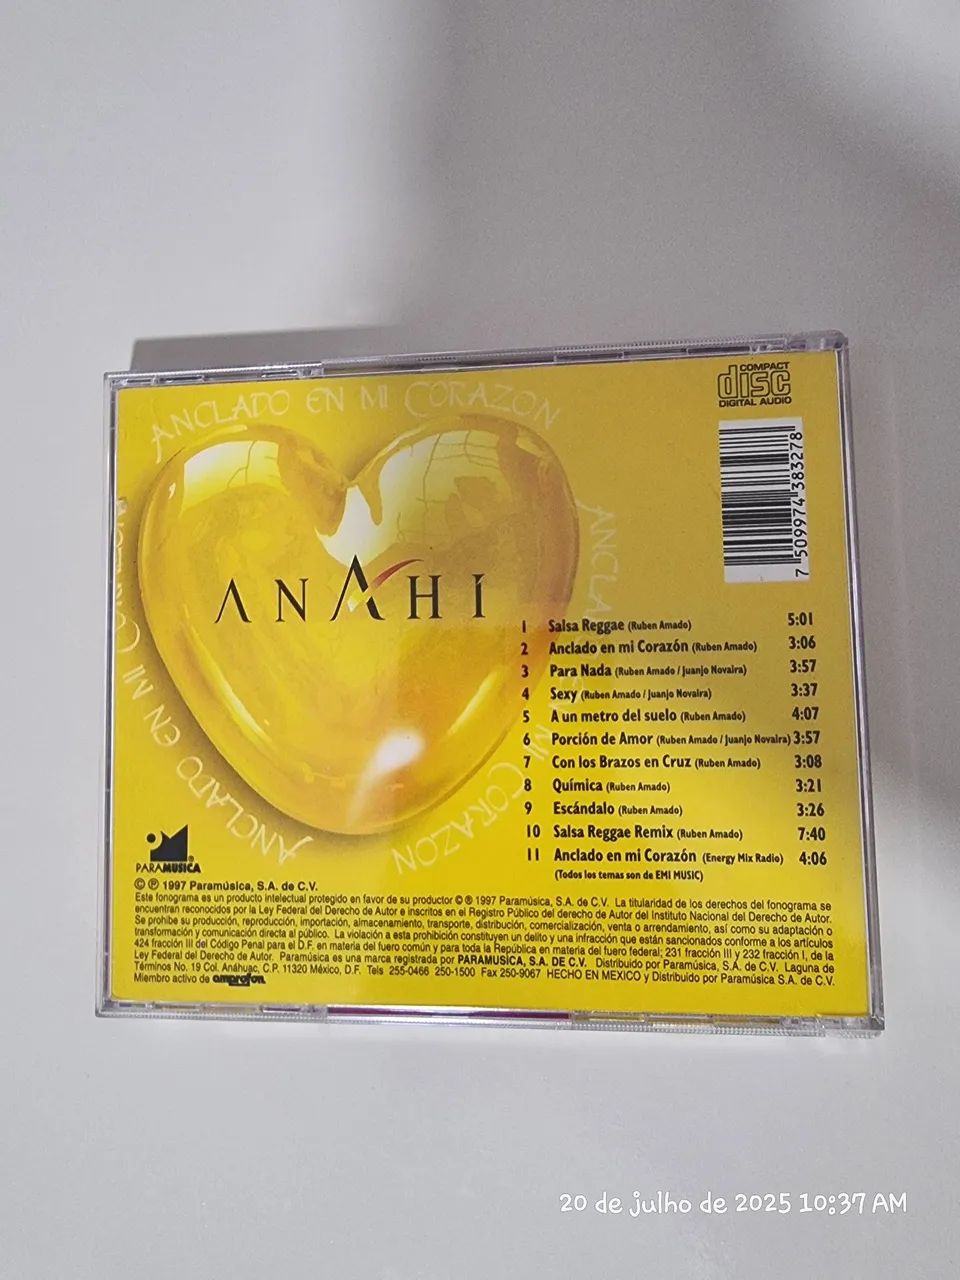 ANCLADO EN MI CORAZON
COMPACT
disc
DIGITAL AUDIO
7 509974 383278
ANAHÍ
ANCLADO EN MI CORAZON
1 Salsa Reggae (Ruben Amado) 5:01
2 Anclado en mi Corazón (Ruben Amado) 3:06
3 Para Nada (Ruben Amado / Juanjo Novaira) 3:57
4 Sexy (Ruben Amado / Juanjo Novaira) 3:37
5 A un metro del suelo (Ruben Amado) 4:07
6 Porción de Amor (Ruben Amado / Juanjo Novaira) 3:57
7 Con los Brazos en Cruz (Ruben Amado) 3:08
8 Química (Ruben Amado) 3:21
9 Escándalo (Ruben Amado) 3:26
10 Salsa Reggae Remix (Ruben Amado) 7:40
11 Anclado en mi Corazón (Energy Mix Radio) 4:06
(Todos los temas son de EMI MUSIC)
ANCLADO EN MI CORAZON
PARAMUSICA®
© ℗ 1997 Paramúsica, S.A. de C.V.
Este fonograma es un producto intelectual protegido en favor de su productor © ® 1997 Paramúsica, S.A. de C.V. La titularidad de los derechos del fonograma se
encuentran reconocidos por la Ley Federal del Derecho de Autor e inscritos en el Registro Público del derecho de Autor del Instituto Nacional del Derecho de Autor.
Se prohibe su producción, reproducción, importación, almacenamiento, transporte, distribución, comercialización, venta o arrendamiento, así como su adaptación o
transformación y comunicación directa al público. La violación a esta prohibición constituyen un delito y una infracción que están sancionados conforme a los artículos
424 fracción III del Código Penal para el D.F. en materia del fuero común y para toda la República en materia del fuero federal; 231 fracción III y 232 fracción I, de la
Ley Federal del Derecho de Autor. Paramúsica es una marca registrada por PARAMUSICA, S.A. DE C.V. Distribuido por Paramúsica, S.A. de C.V. Laguna de
Términos No. 19 Col. Anáhuac, C.P. 11320 México, D.F. Tels 255-0466 250-1500 Fax 250-9067 HECHO EN MEXICO y Distribuido por Paramúsica S.A. de C.V.
Miembro activo de amprofon
20 de julho de 2025 10:37 AM